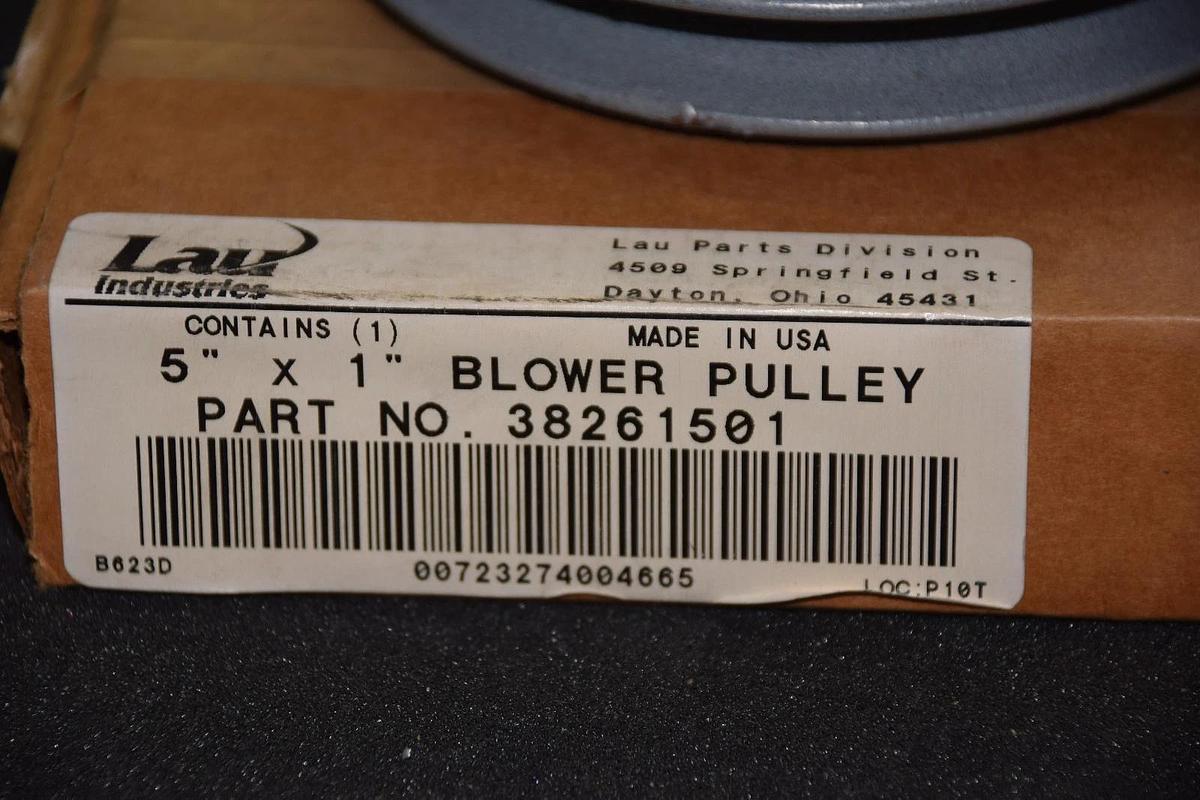 Lau
Industries
Lau Parts Division
4509 Springfield St.
Dayton, Ohio 45431
CONTAINS (1)
MADE IN USA
5" x 1" BLOWER PULLEY
PART NO. 38261501
B623D
00723274004665
LOC:P10T